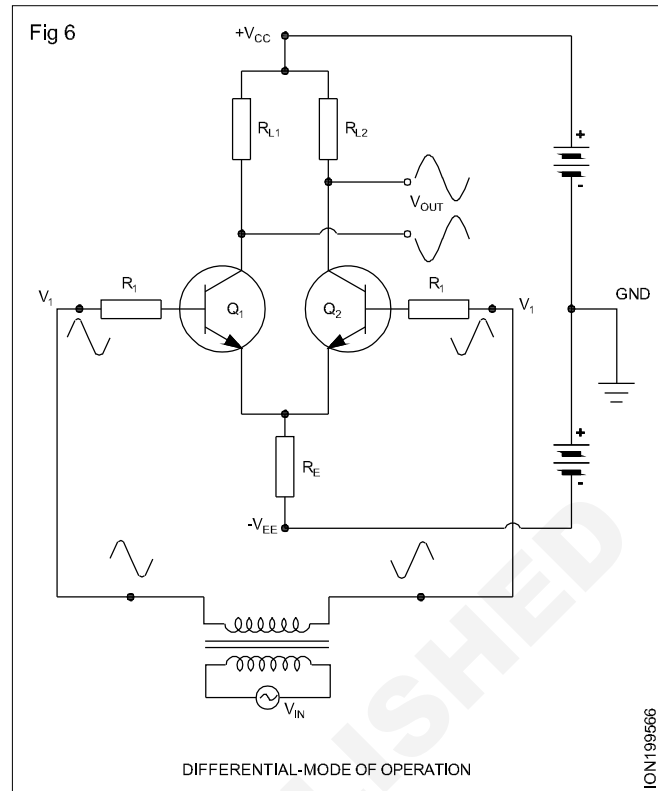 Fig 6
+VCC
+
RL1
RL2
-
VOUT
R1
R1
V1
Q1
Q2
V1
GND
+
RE
-
-VEE
VIN
DIFFERENTIAL-MODE OF OPERATION
ION199566
LISHED